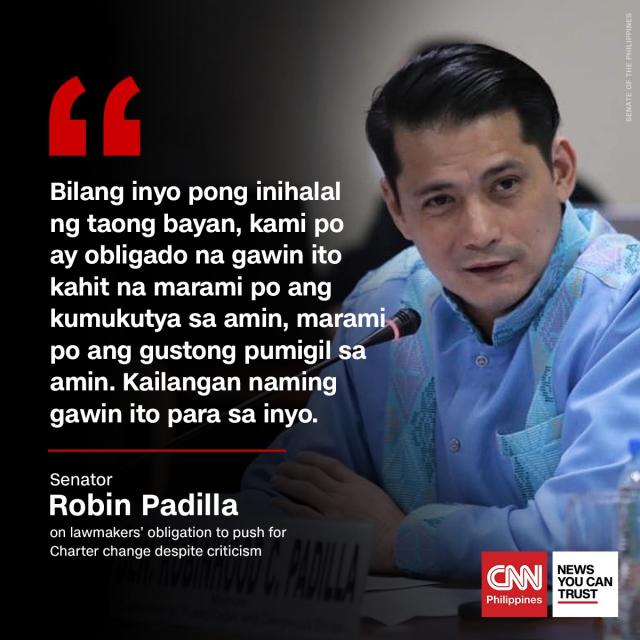 SENATE OF THE PHILIPPINES
Bilang inyo pong inihalal
ng taong bayan, kami po
ay obligado na gawin ito
kahit na marami po ang
kumukutya sa amin, marami
po ang gustong pumigil sa
amin. Kailangan naming
gawin ito para sa inyo.
Senator
Robin Padilla
on lawmakers' obligation to push for
Charter change despite criticism
SEN. ROBINHOOD C. PADILLA
CNN
Philippines
NEWS
YOU CAN
TRUST